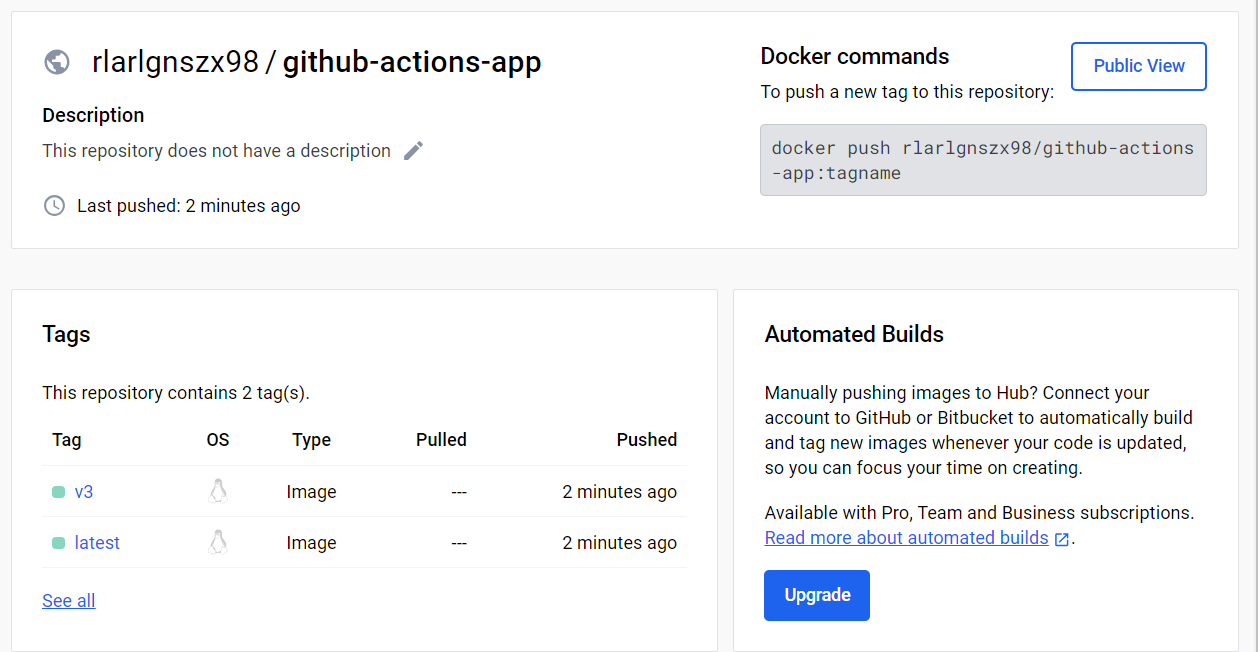 rlarlgnszx98 / github-actions-app
Description
This repository does not have a description
Last pushed: 2 minutes ago
Docker commands
Public View
To push a new tag to this repository:
docker push rlarlgnszx98/github-actions
-app:tagname
Tags
This repository contains 2 tag(s).
Tag OS Type Pulled Pushed
v3 Image --- 2 minutes ago
latest Image --- 2 minutes ago
See all
Automated Builds
Manually pushing images to Hub? Connect your
account to GitHub or Bitbucket to automatically build
and tag new images whenever your code is updated,
so you can focus your time on creating.
Available with Pro, Team and Business subscriptions.
Read more about automated builds .
Upgrade